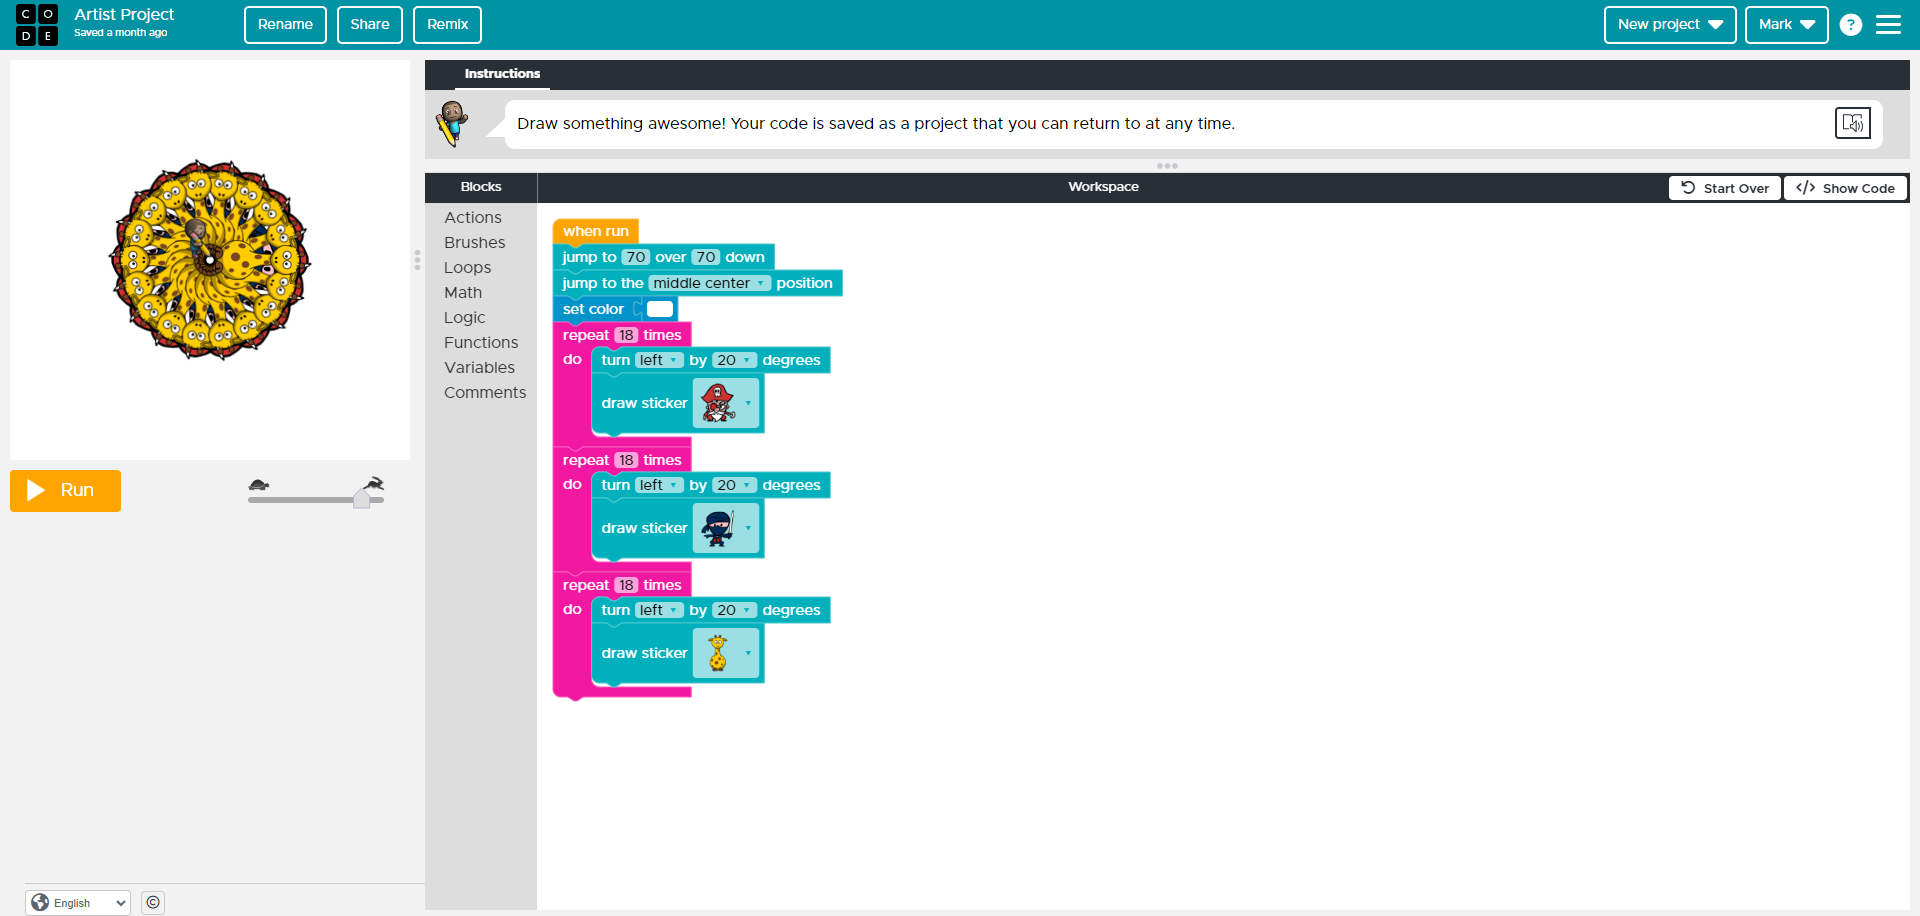 C O D E
Artist Project
Saved a month ago
Rename
Share
Remix
New project
Mark
?
Instructions
Draw something awesome! Your code is saved as a project that you can return to at any time.
Blocks
Workspace
Start Over
</> Show Code
Actions
Brushes
Loops
Math
Logic
Functions
Variables
Comments
when run
jump to 70 over 70 down
jump to the middle center position
set color
repeat 18 times
do turn left by 20 degrees
draw sticker
repeat 18 times
do turn left by 20 degrees
draw sticker
repeat 18 times
do turn left by 20 degrees
draw sticker
Run
English
©